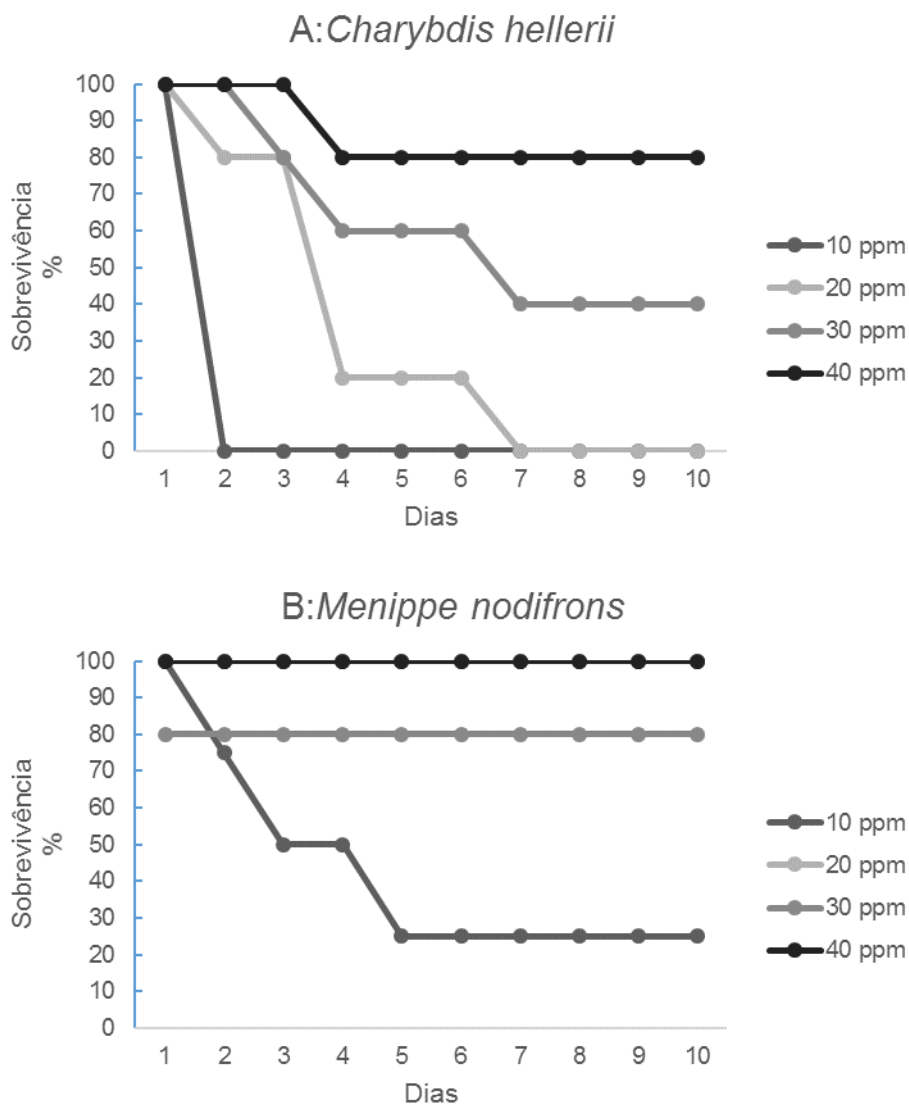 A:Charybdis hellerii
100
90
80
70
60
50
40
30
20
10
0
Sobrevivência
%
1 2 3 4 5 6 7 8 9 10
Dias
10 ppm
20 ppm
30 ppm
40 ppm
B:Menippe nodifrons
100
90
80
70
60
50
40
30
20
10
0
Sobrevivência
%
1 2 3 4 5 6 7 8 9 10
Dias
10 ppm
20 ppm
30 ppm
40 ppm